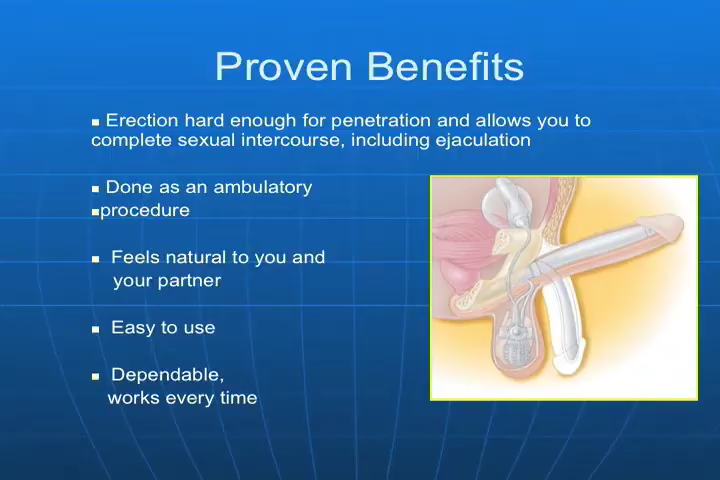 Proven Benefits
▪ Erection hard enough for penetration and allows you to
complete sexual intercourse, including ejaculation
▪ Done as an ambulatory
▪procedure
▪ Feels natural to you and
your partner
▪ Easy to use
▪ Dependable,
works every time